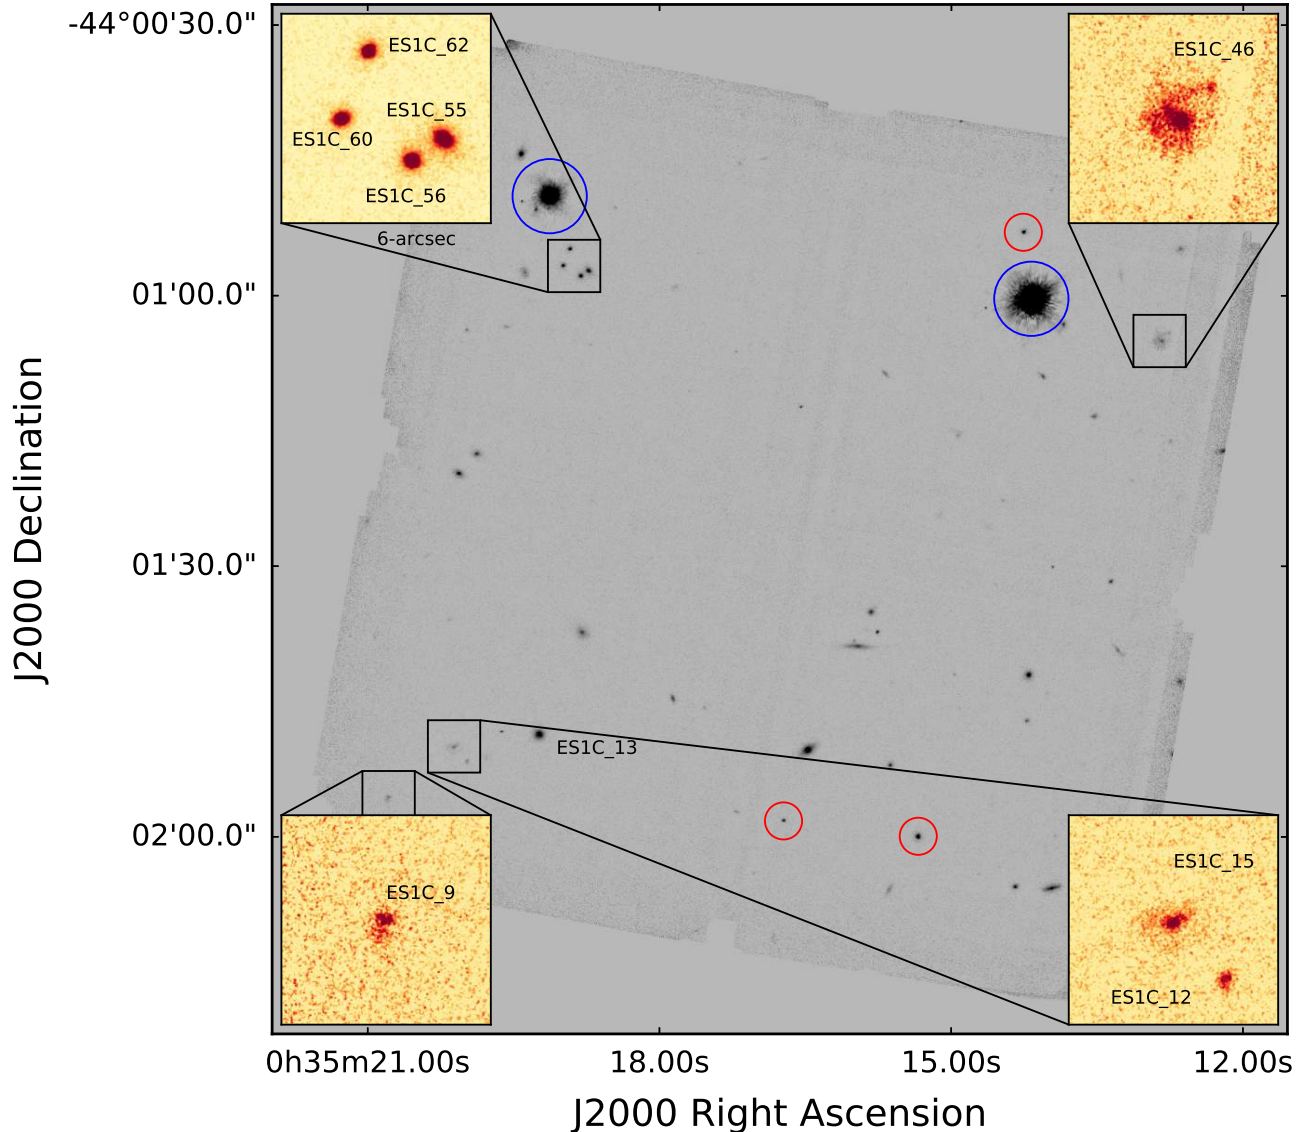 -44°00'30.0"
01'00.0"
01'30.0"
02'00.0"
J2000 Declination
ES1C_62
ES1C_55
ES1C_60
ES1C_56
6-arcsec
ES1C_46
ES1C_13
ES1C_9
ES1C_15
ES1C_12
0h35m21.00s
18.00s
15.00s
12.00s
J2000 Right Ascension